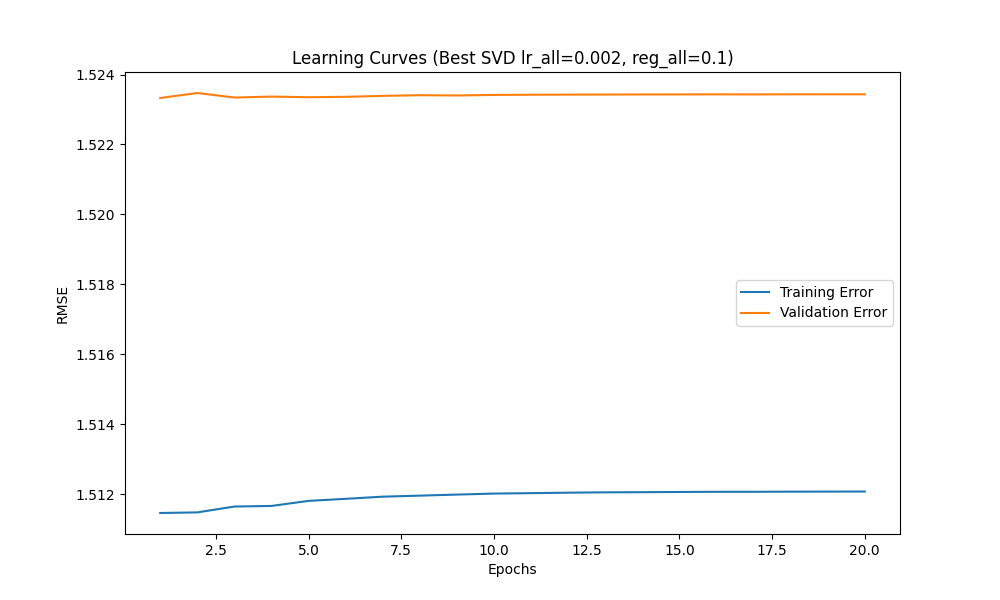 Learning Curves (Best SVD lr_all=0.002, reg_all=0.1)
1.524
1.522
1.520
1.518
1.516
1.514
1.512
RMSE
Training Error
Validation Error
2.5 5.0 7.5 10.0 12.5 15.0 17.5 20.0
Epochs